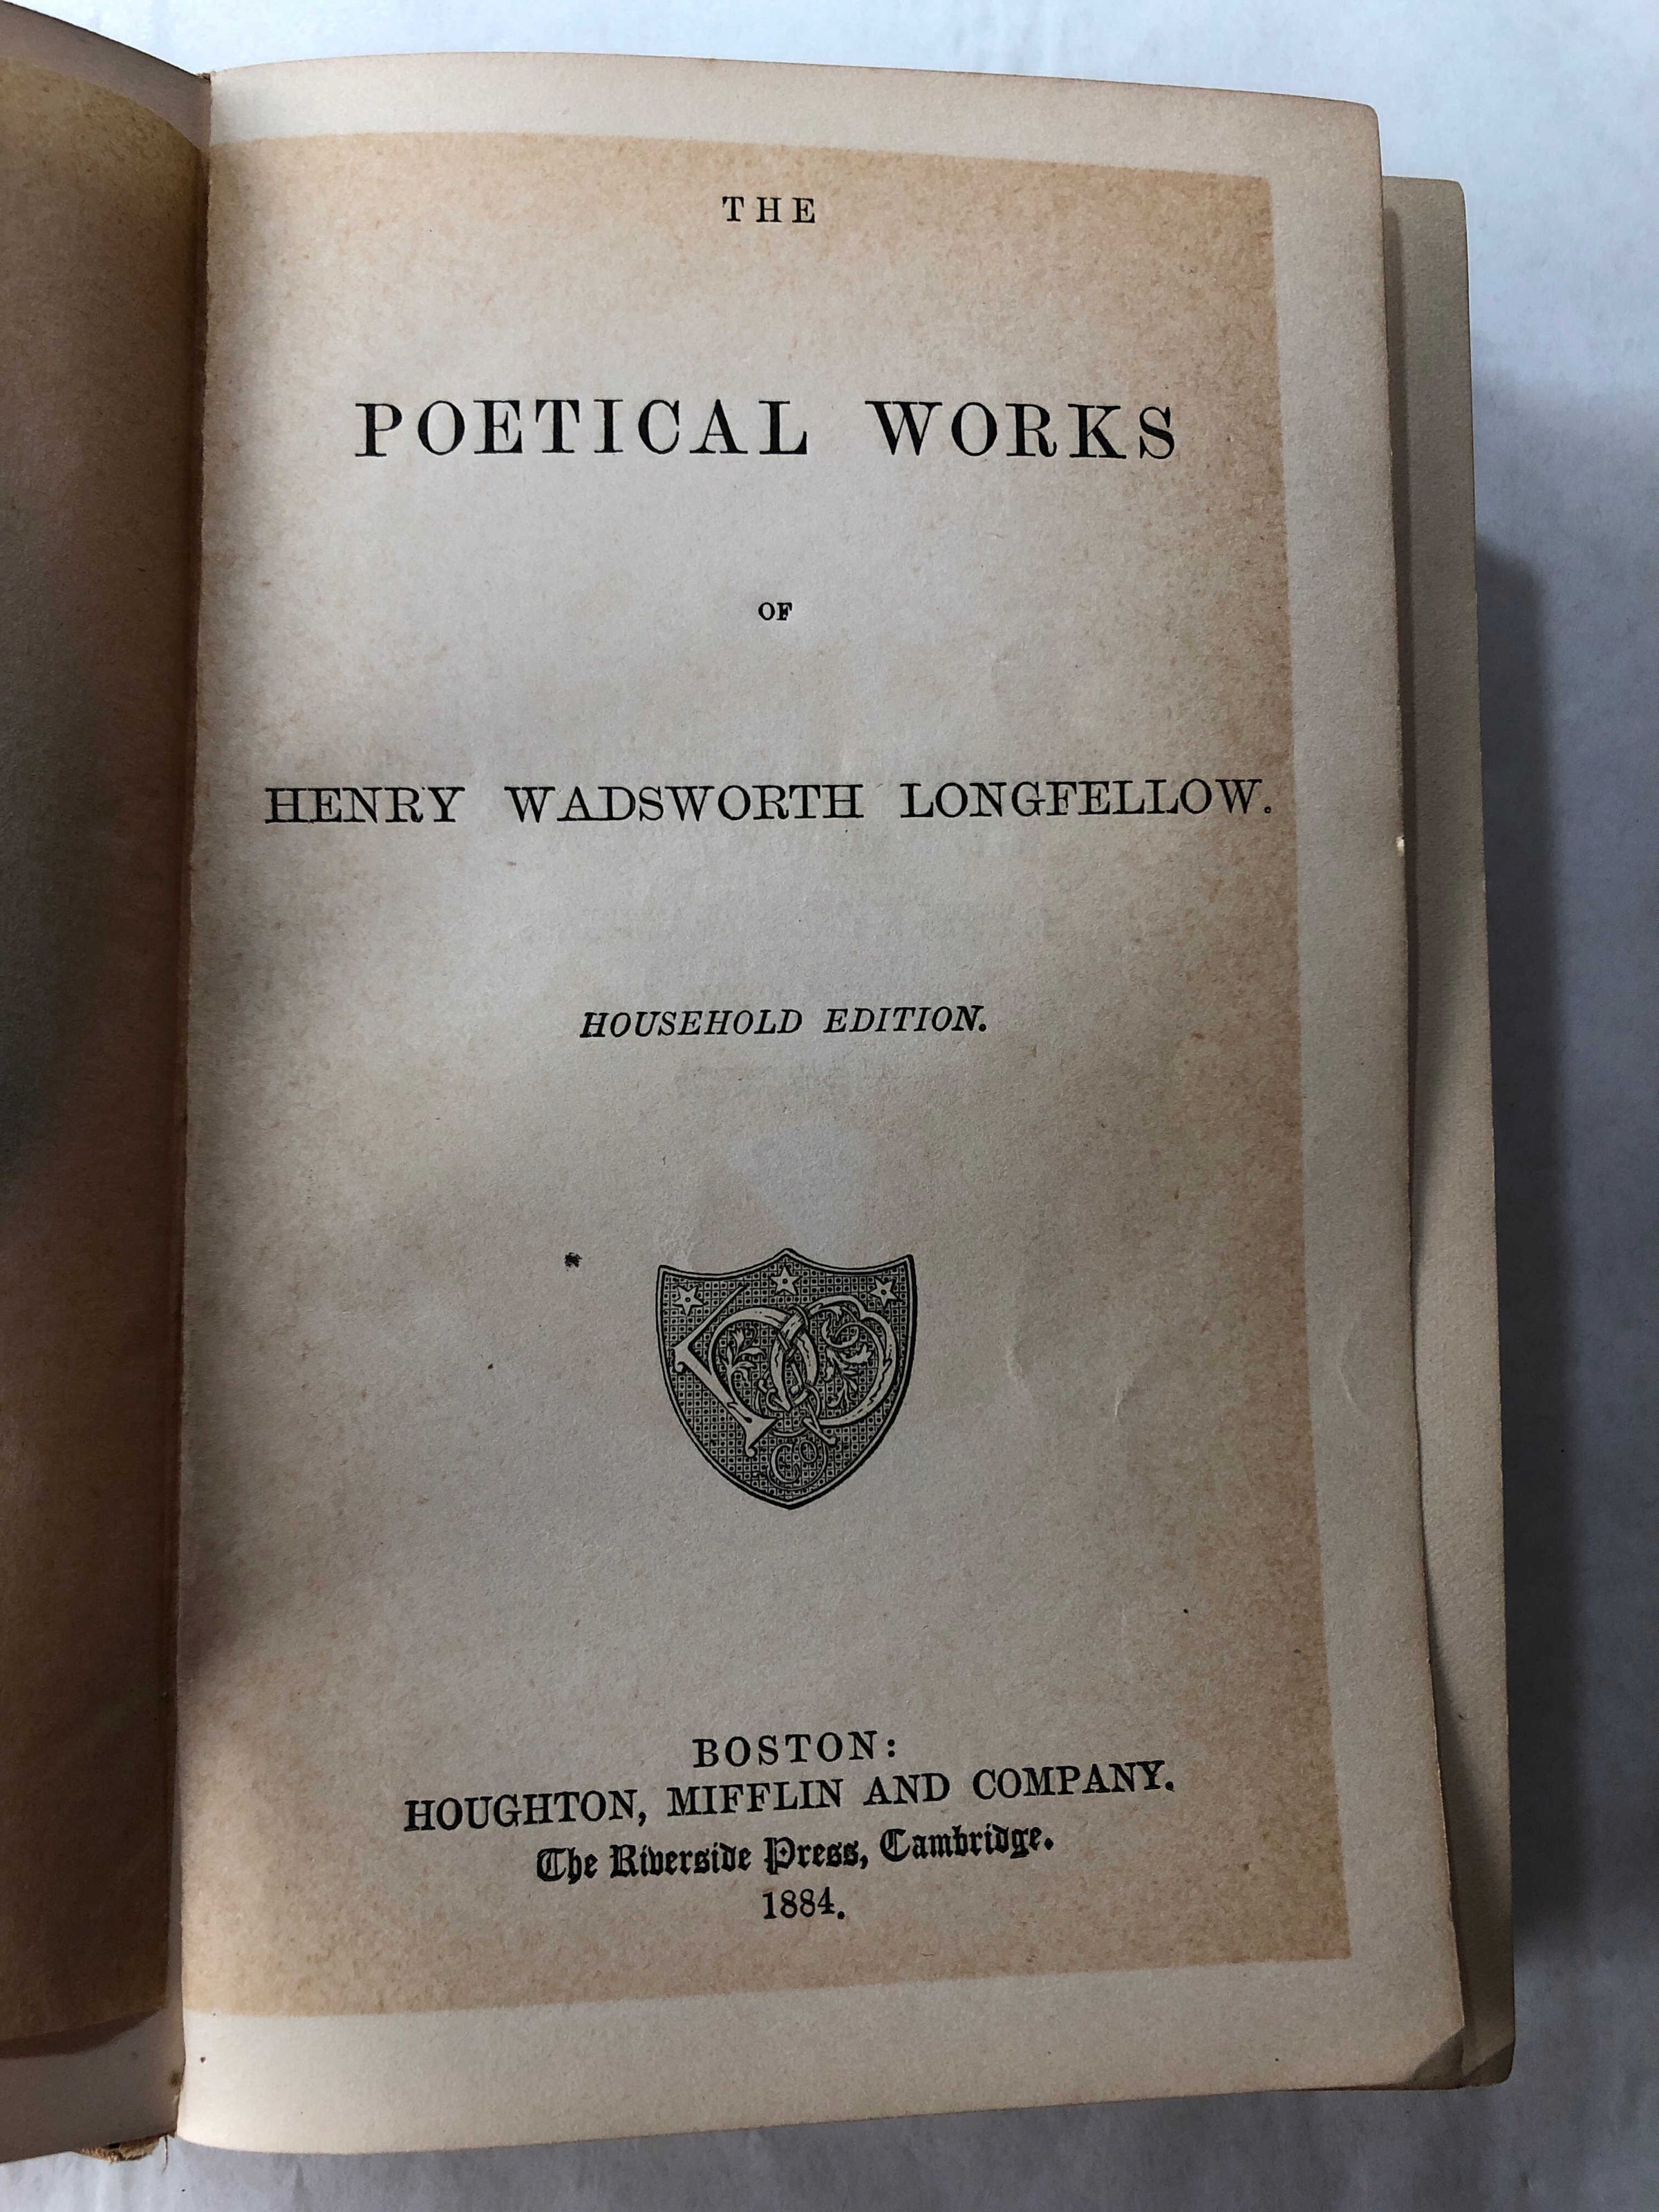 THE
POETICAL WORKS
OF
HENRY WADSWORTH LONGFELLOW.
HOUSEHOLD EDITION.
Co
BOSTON:
HOUGHTON, MIFFLIN AND COMPANY.
The Riverside Press, Cambridge.
1884.